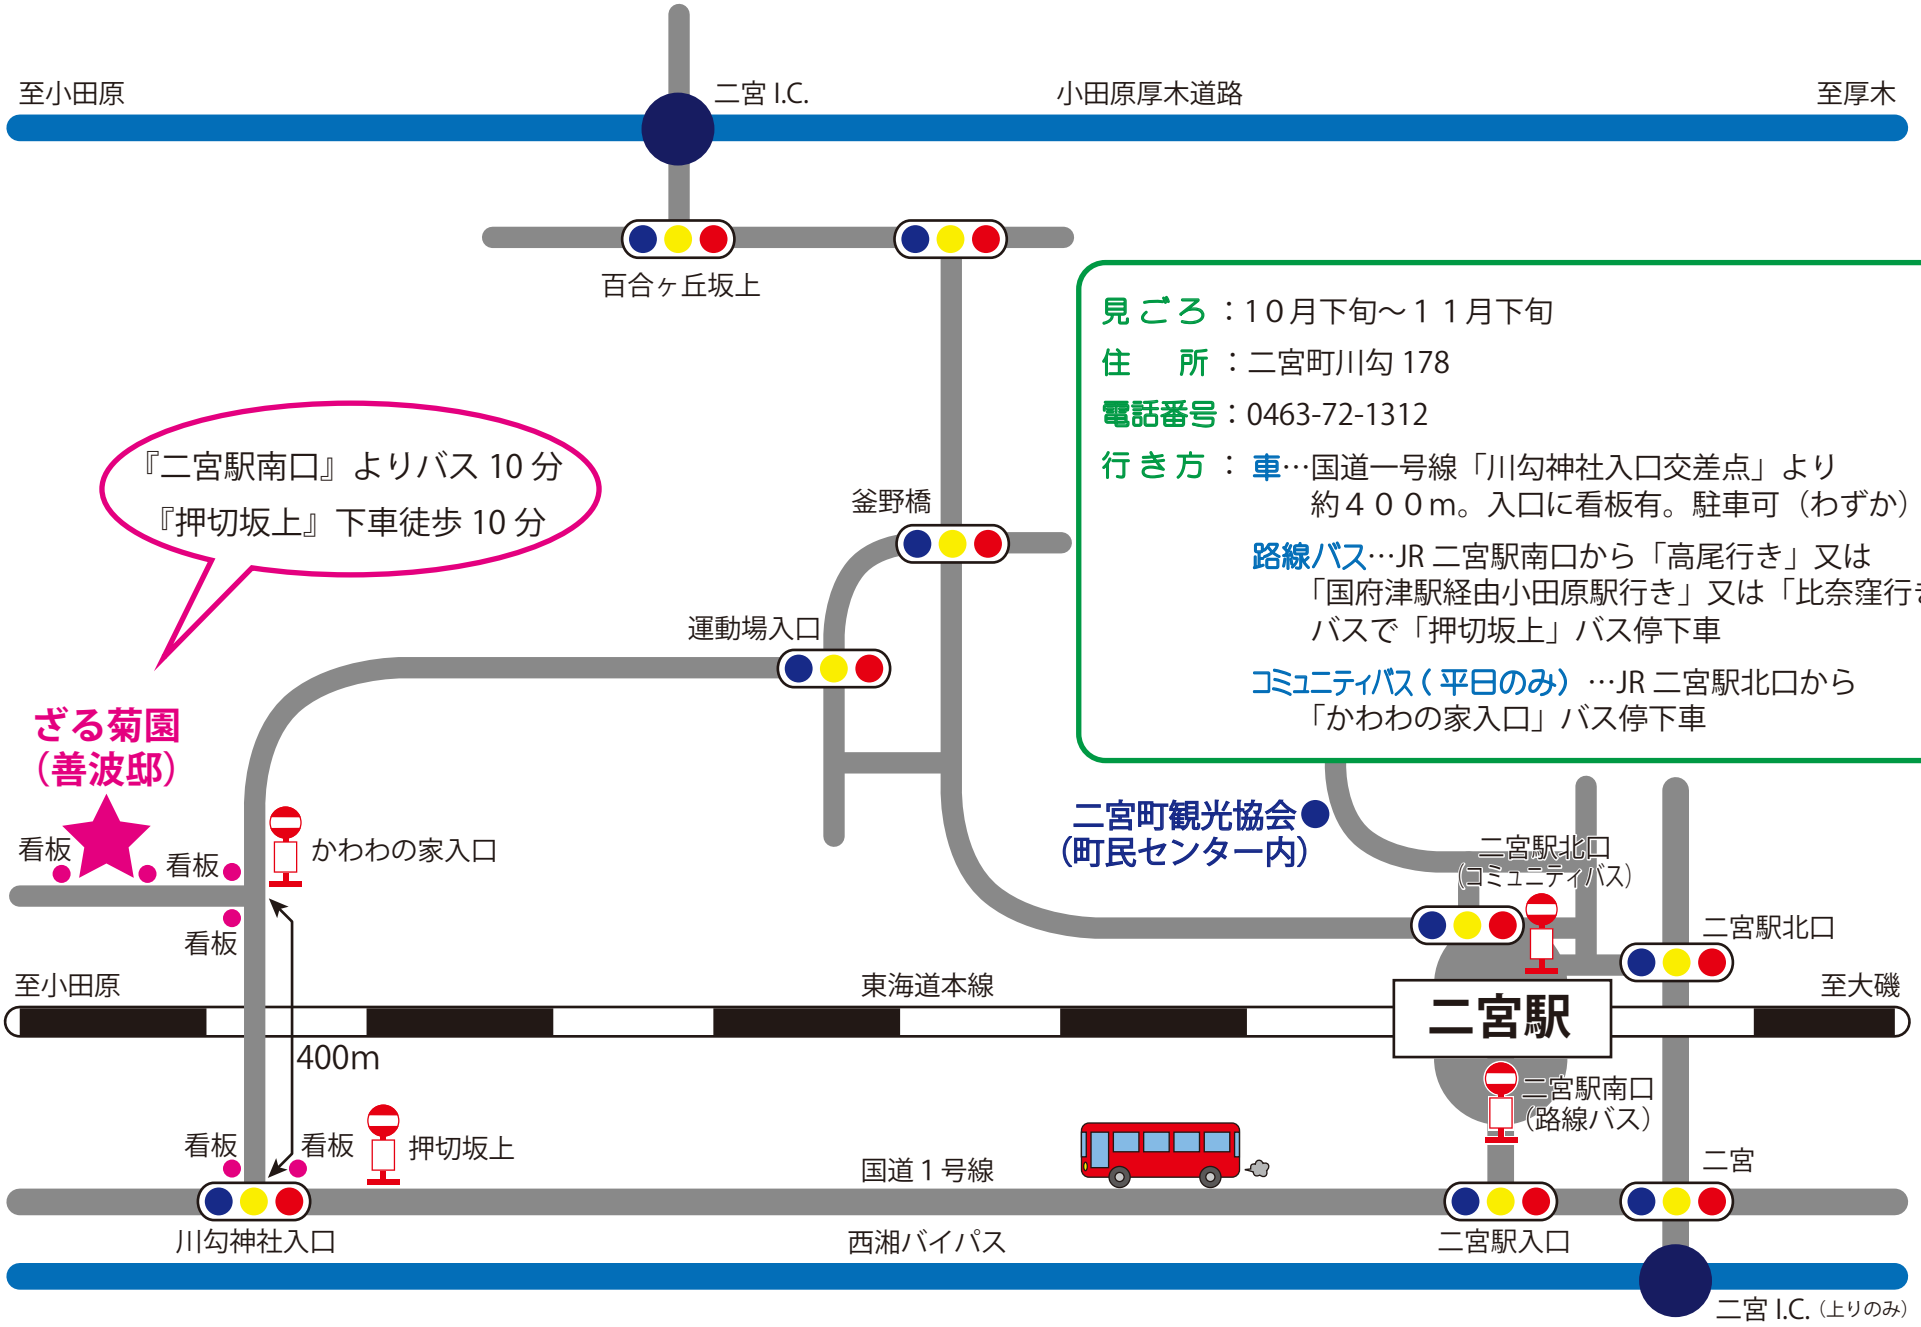 至小田原
二宮 I.C.
小田原厚木道路
至厚木
百合ヶ丘坂上
見ごろ：10月下旬～11月下旬
住　所：二宮町川勾 178
電話番号：0463-72-1312
行き方：車…国道一号線「川勾神社入口交差点」より
約４００ｍ。入口に看板有。駐車可（わずか）
路線バス…JR 二宮駅南口から「高尾行き」又は
「国府津駅経由小田原駅行き」又は「比奈窪行き
バスで「押切坂上」バス停下車
コミュニティバス（平日のみ）…JR 二宮駅北口から
「かわわの家入口」バス停下車
『二宮駅南口』よりバス 10 分
『押切坂上』下車徒歩 10 分
釜野橋
運動場入口
ざる菊園
（善波邸）
看板
看板
看板
かわわの家入口
二宮町観光協会
（町民センター内）
二宮駅北口
（コミュニティバス）
二宮駅北口
至小田原
東海道本線
二宮駅
至大磯
400m
二宮駅南口
（路線バス）
看板
看板
押切坂上
国道 1 号線
二宮
川勾神社入口
西湘バイパス
二宮駅入口
二宮 I.C.（上りのみ）